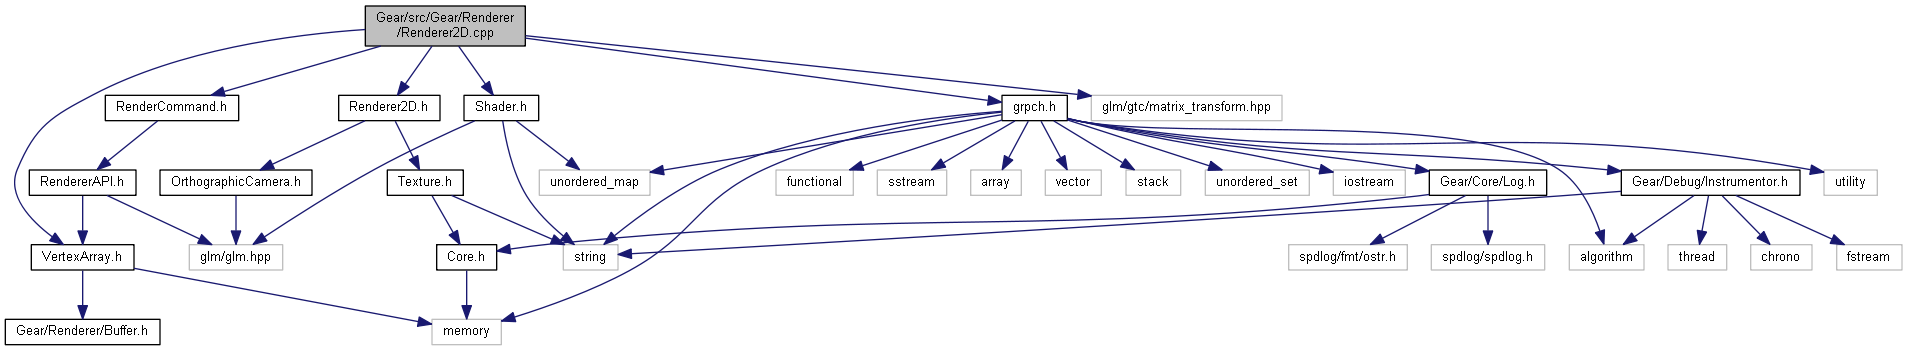 Gear/src/Gear/Renderer
/Renderer2D.cpp
RenderCommand.h
Renderer2D.h
Shader.h
grpch.h
glm/gtc/matrix_transform.hpp
RendererAPI.h
OrthographicCamera.h
Texture.h
unordered_map
functional
sstream
array
vector
stack
unordered_set
iostream
Gear/Core/Log.h
Gear/Debug/Instrumentor.h
utility
VertexArray.h
glm/glm.hpp
Core.h
string
spdlog/fmt/ostr.h
spdlog/spdlog.h
algorithm
thread
chrono
fstream
Gear/Renderer/Buffer.h
memory